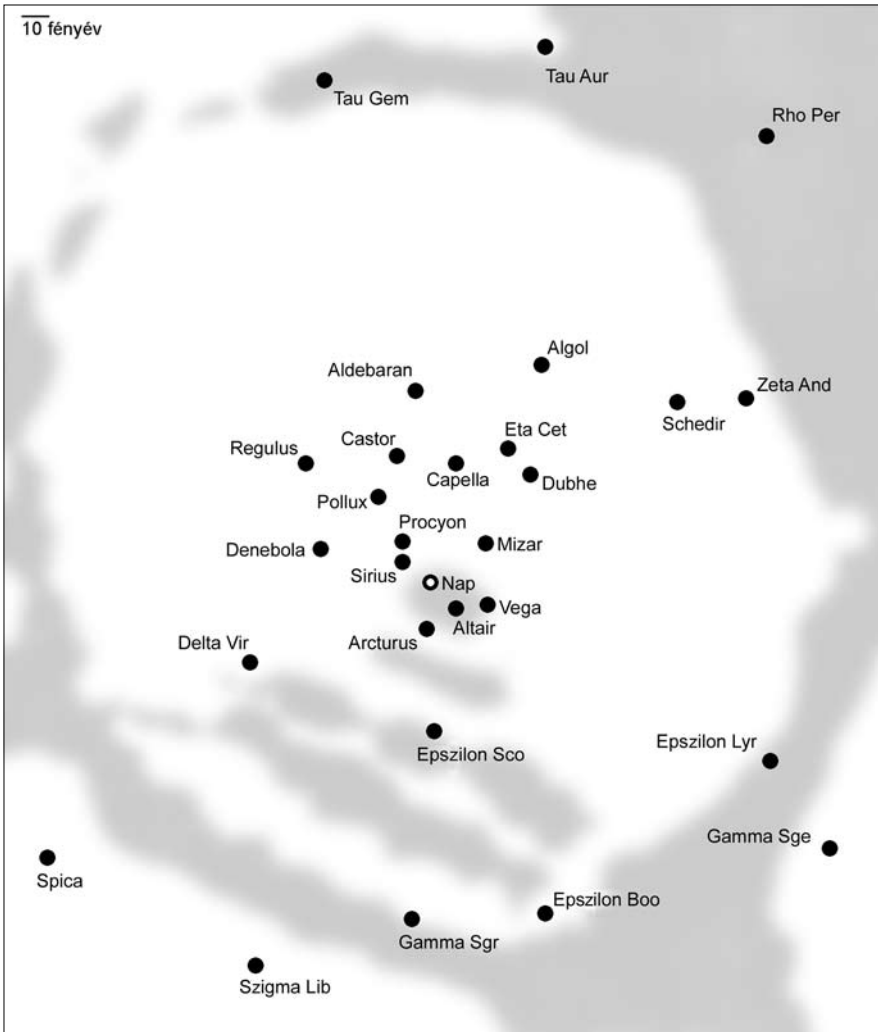 10 fényév
Tau Aur
Tau Gem
Rho Per
Algol
Aldebaran
Zeta And
Schedir
Eta Cet
Castor
Regulus
Capella
Dubhe
Pollux
Procyon
Mizar
Denebola
Sirius
Nap
Vega
Altair
Arcturus
Delta Vir
Epszilon Sco
Epszilon Lyr
Gamma Sge
Spica
Epszilon Boo
Gamma Sgr
Szigma Lib